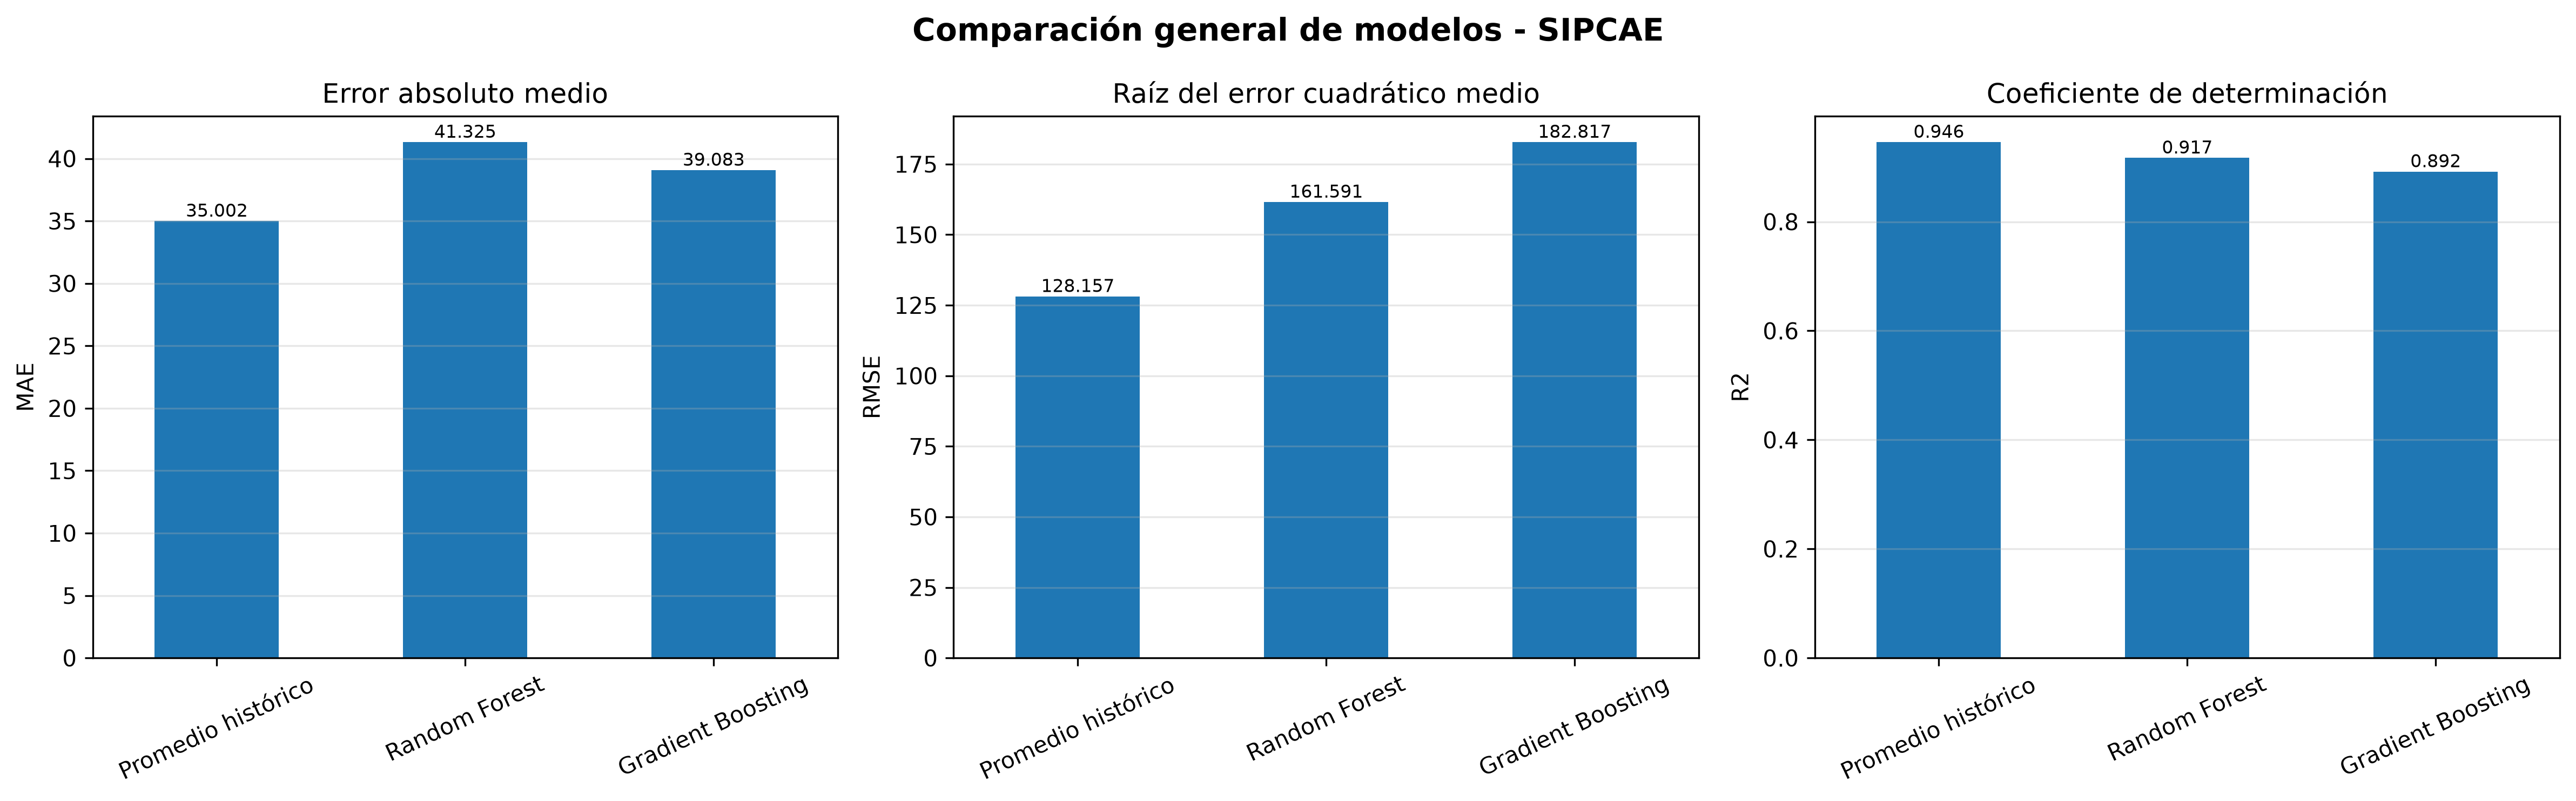 Comparación general de modelos - SIPCAE
Error absoluto medio
MAE
40
35
30
25
20
15
10
5
0
35.002
41.325
39.083
Promedio histórico
Random Forest
Gradient Boosting
Raíz del error cuadrático medio
RMSE
175
150
125
100
75
50
25
0
128.157
161.591
182.817
Promedio histórico
Random Forest
Gradient Boosting
Coeficiente de determinación
R2
0.8
0.6
0.4
0.2
0.0
0.946
0.917
0.892
Promedio histórico
Random Forest
Gradient Boosting